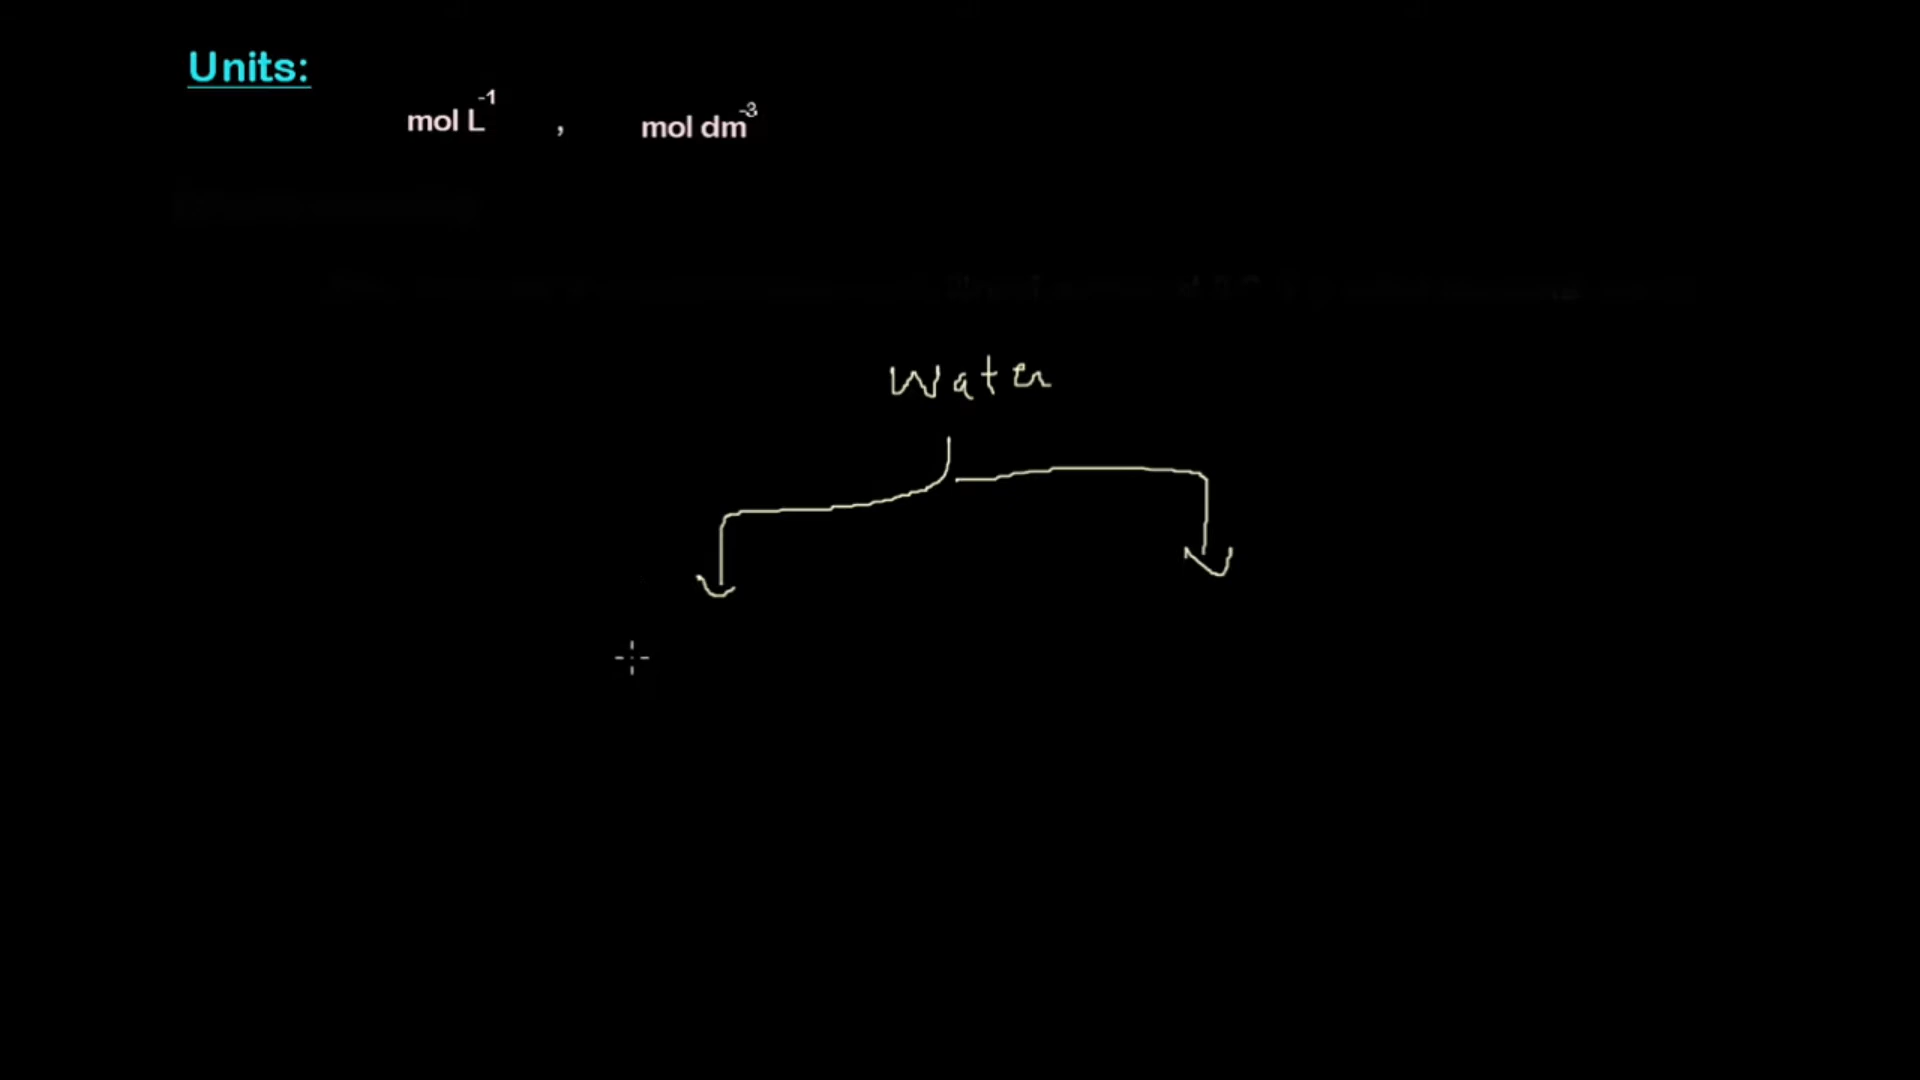 Units:
mol L⁻¹ , mol dm⁻³
Water